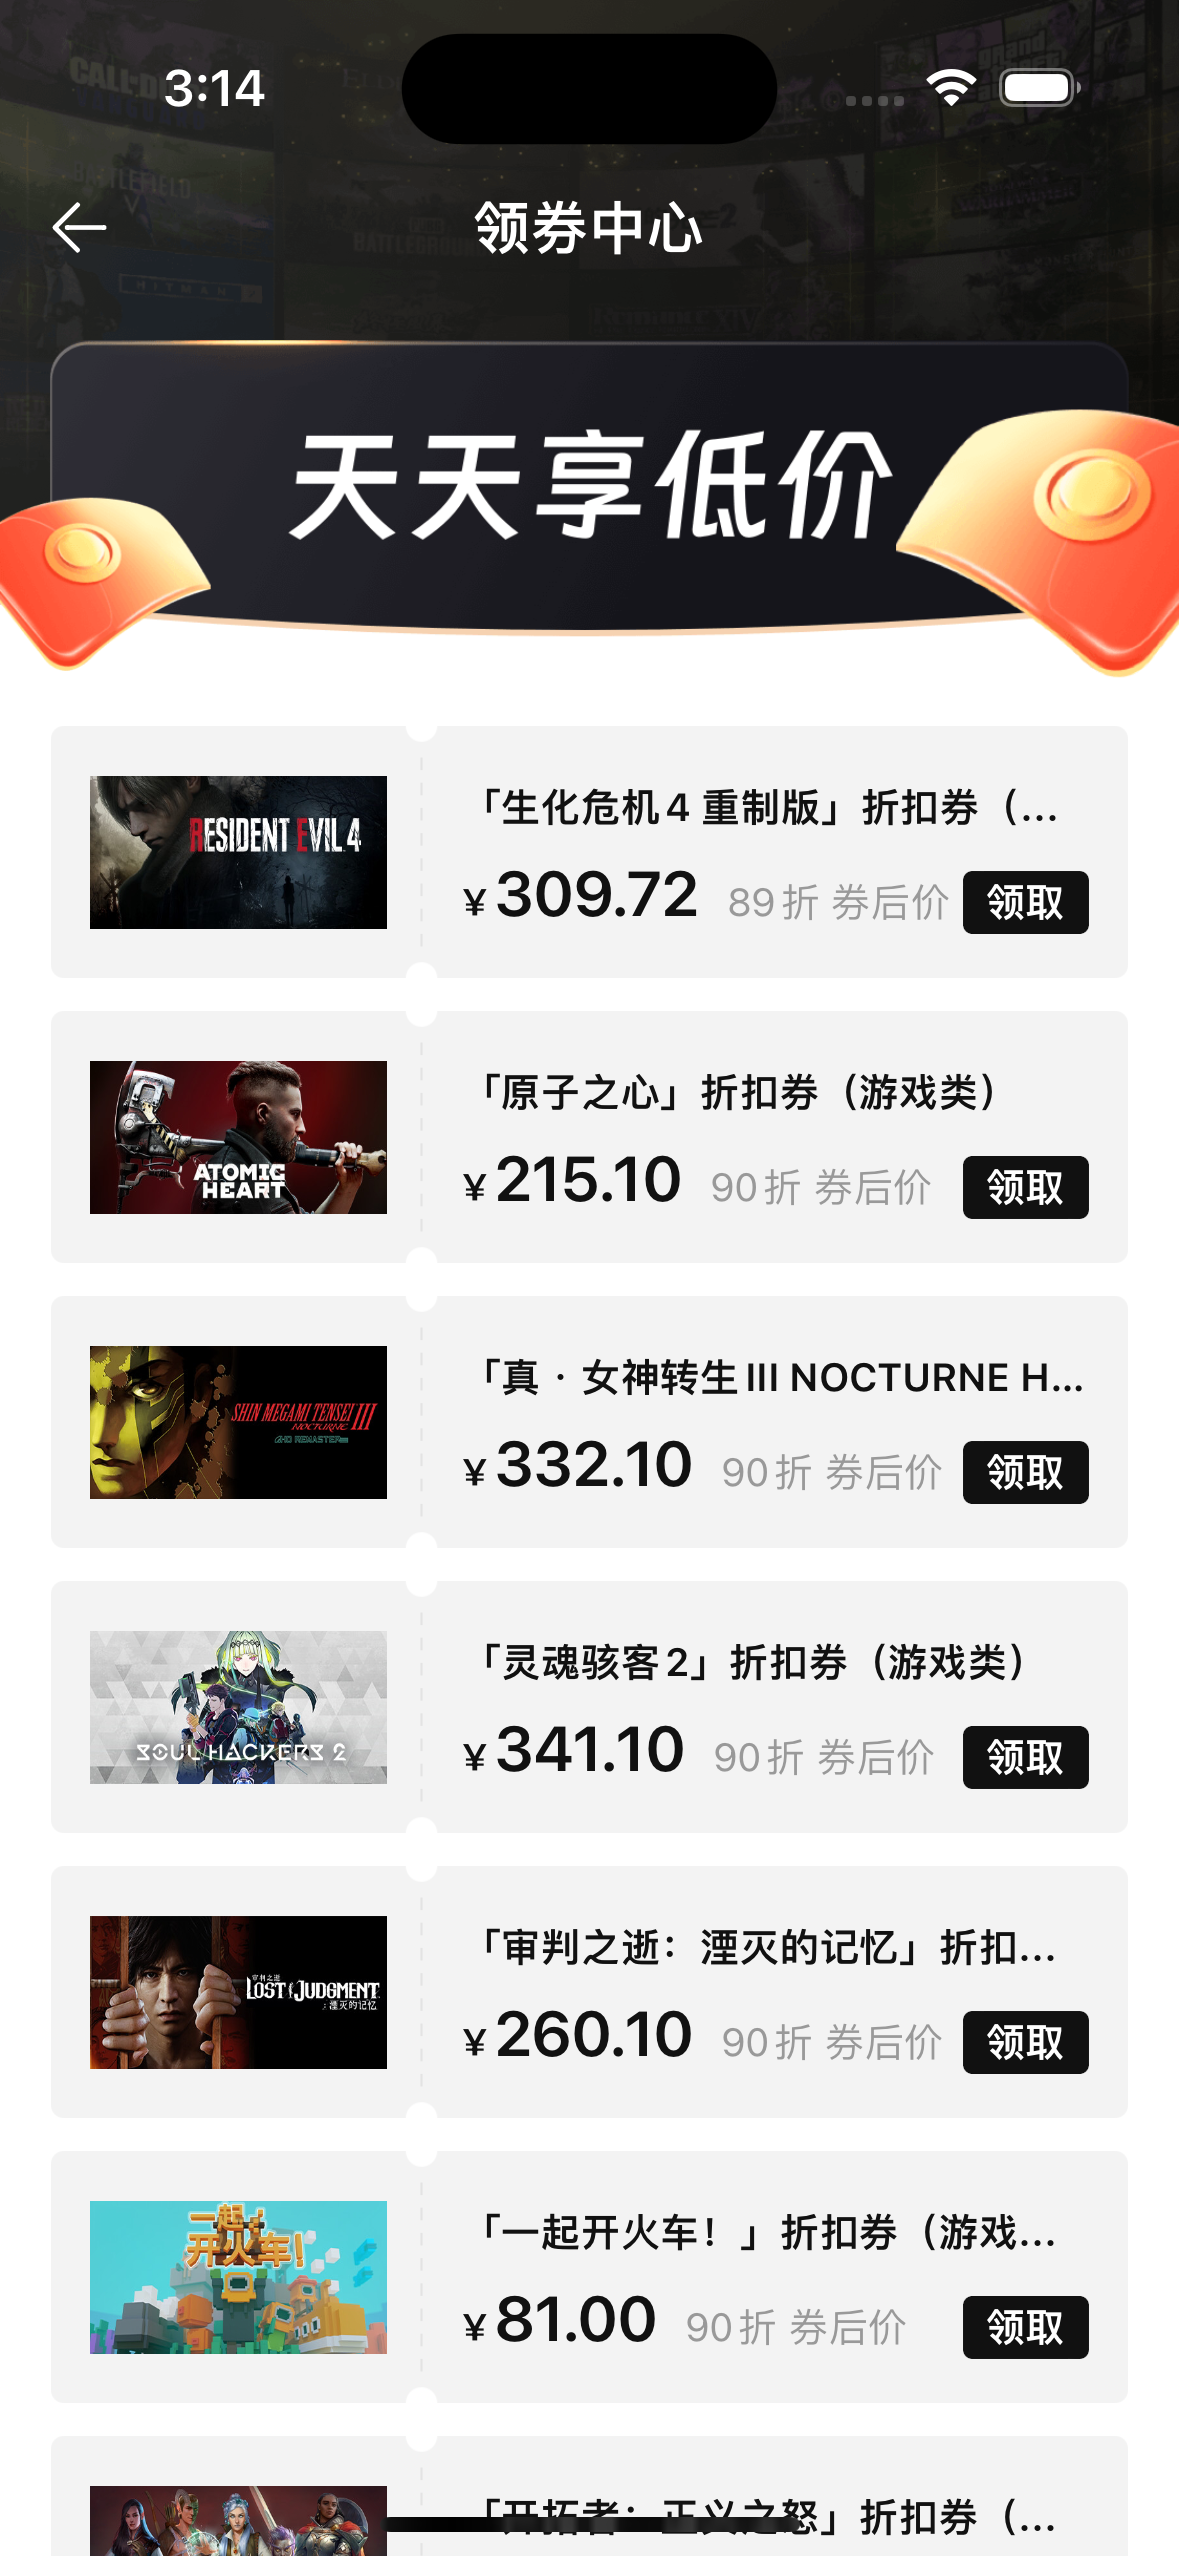 3:14
领券中心
天天享低价
RESIDENT EVIL 4
「生化危机4 重制版」折扣券（...
¥309.72 89折 券后价 领取
ATOMIC
HEART
「原子之心」折扣券（游戏类）
¥215.10 90折 券后价 领取
SHIN MEGAMI TENSEI III
NOCTURNE
HD REMASTER
「真·女神转生III NOCTURNE H...
¥332.10 90折 券后价 领取
SOUL HACKERS 2
「灵魂骇客2」折扣券（游戏类）
¥341.10 90折 券后价 领取
审判之逝
LOST JUDGMENT
：湮灭的记忆
「审判之逝：湮灭的记忆」折扣...
¥260.10 90折 券后价 领取
一起
开火车！
「一起开火车！」折扣券（游戏...
¥81.00 90折 券后价 领取
「开拓者：正义之怒」折扣券（...